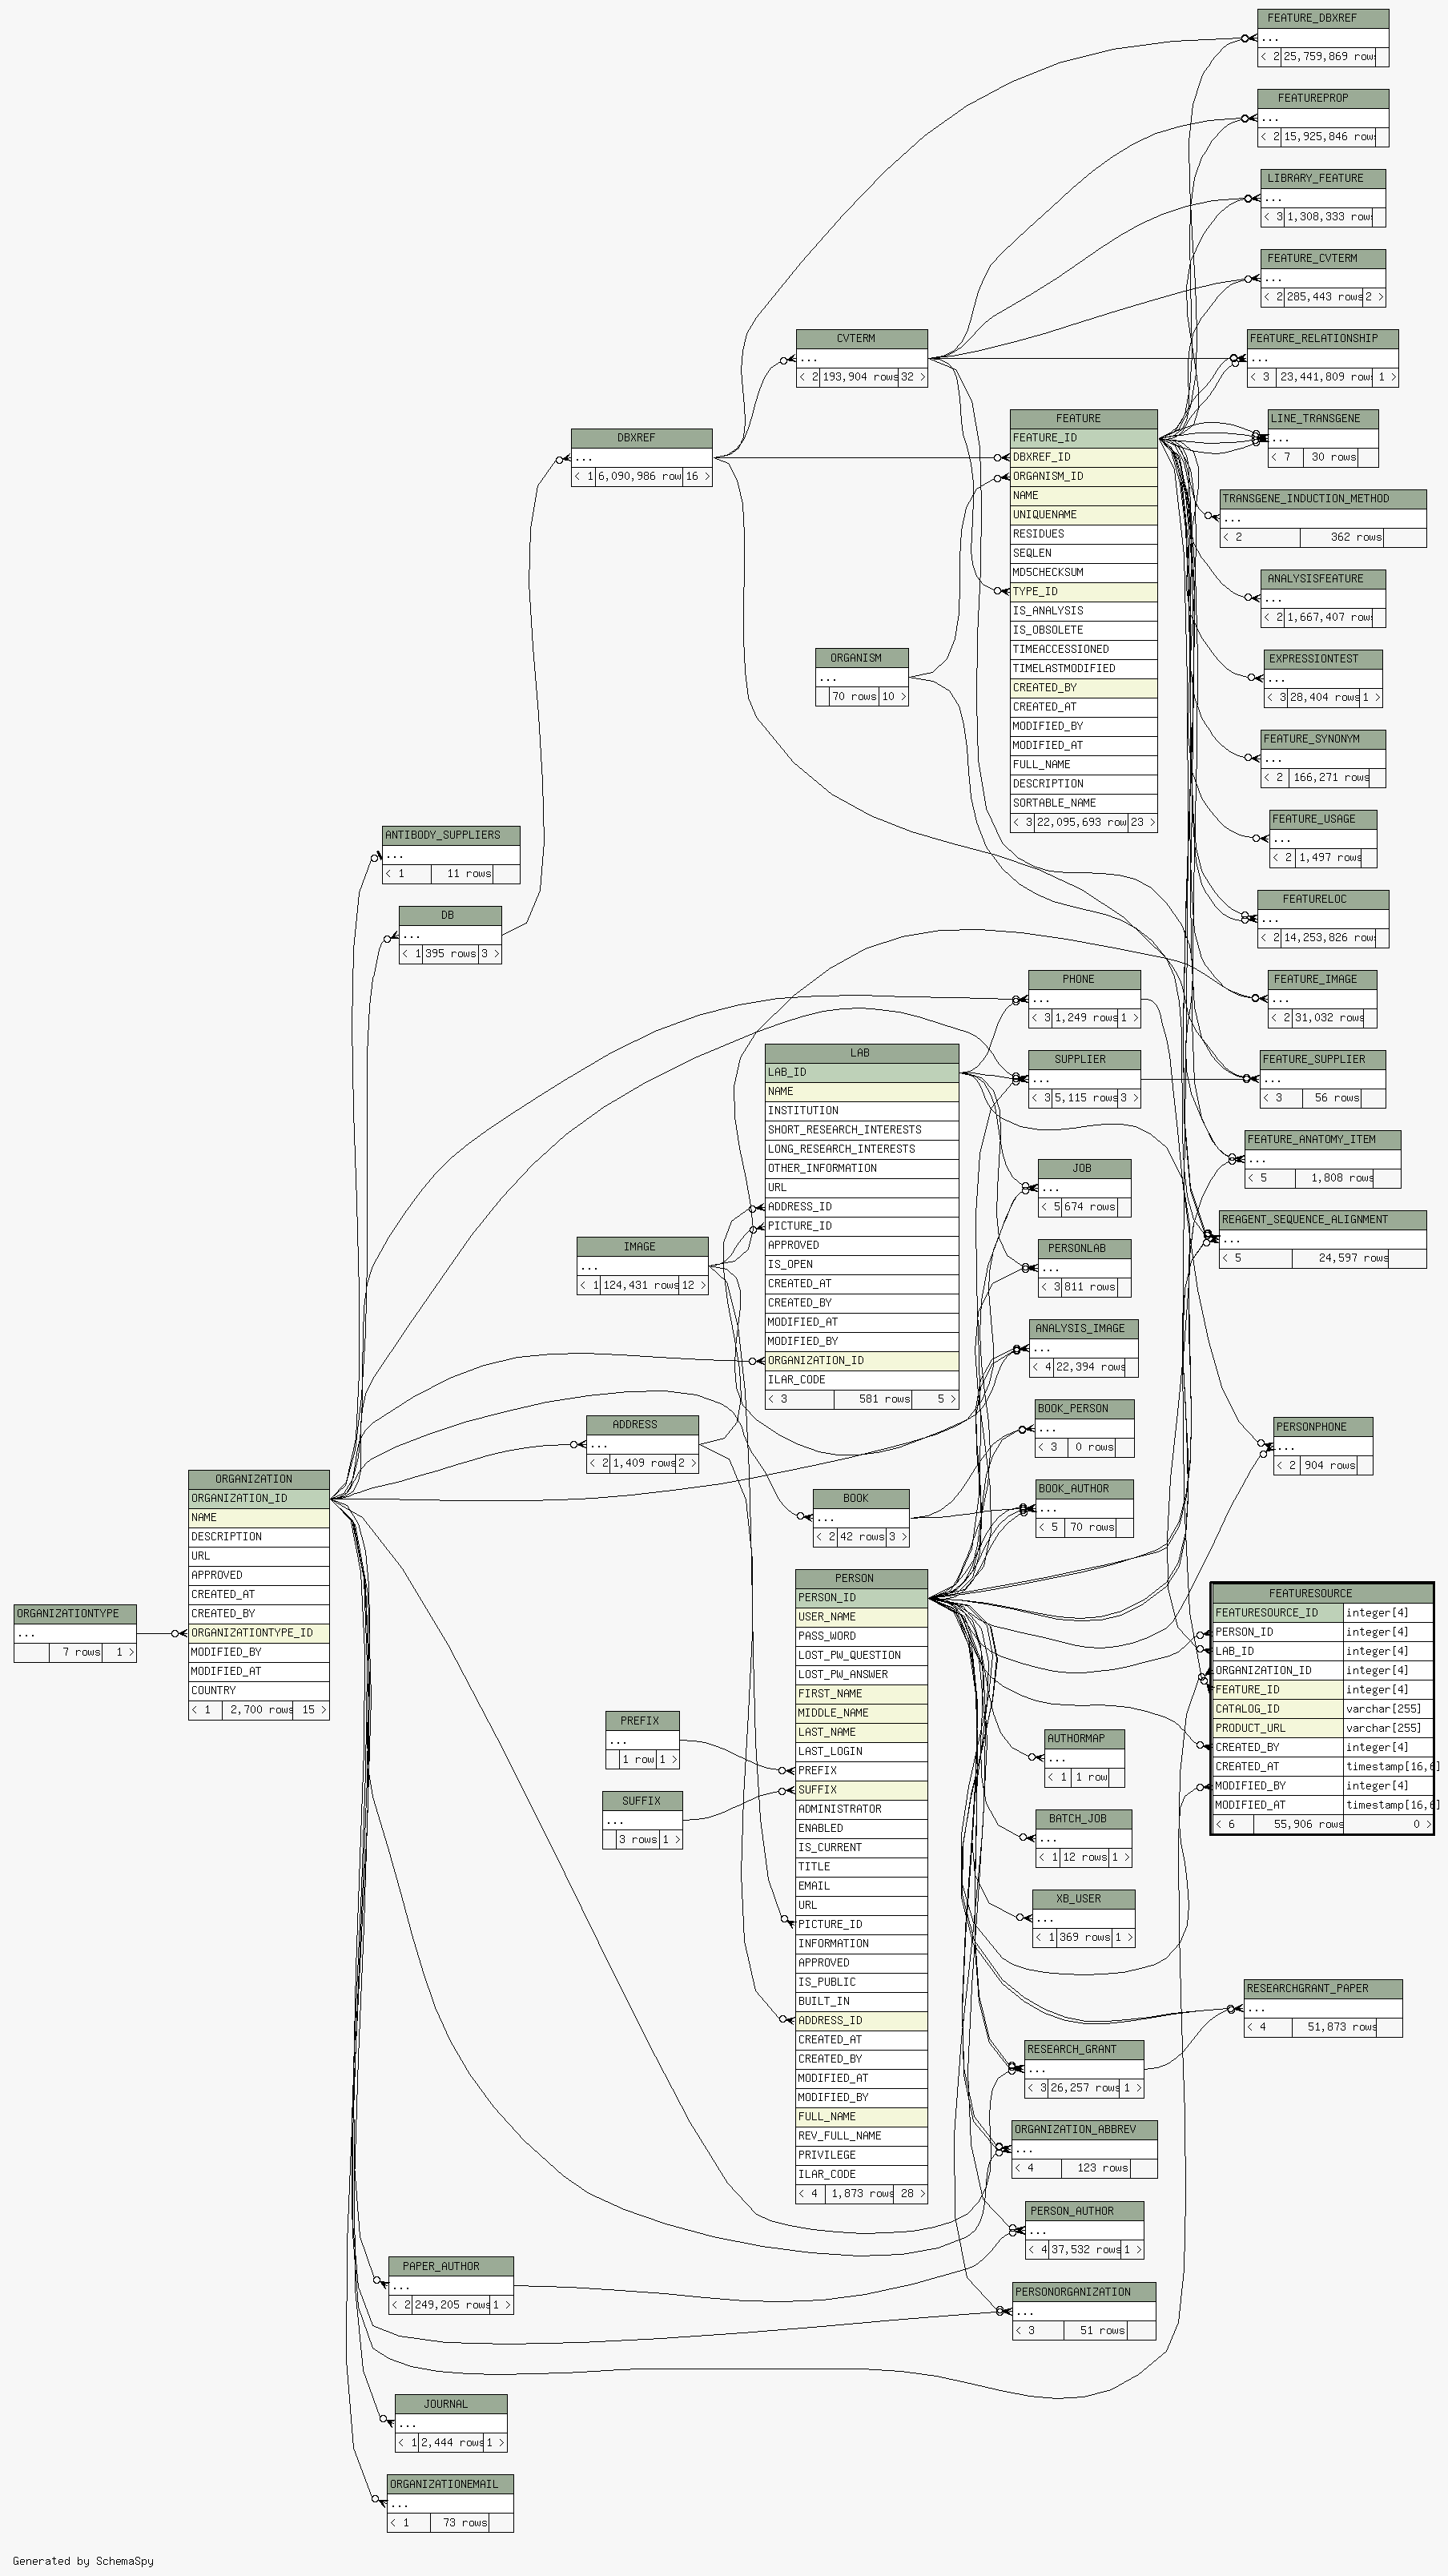 FEATURE_DBXREF
...
< 2 25,759,869 rows
FEATUREPROP
...
< 2 15,925,846 rows
LIBRARY_FEATURE
...
< 3 1,308,333 rows
FEATURE_CVTERM
...
< 2 285,443 rows 2 >
CVTERM
...
< 2 193,904 rows 32 >
FEATURE_RELATIONSHIP
...
< 3 23,441,809 rows 1 >
DBXREF
...
< 1 6,090,986 row 16 >
FEATURE
FEATURE_ID
DBXREF_ID
ORGANISM_ID
NAME
UNIQUENAME
RESIDUES
SEQLEN
MD5CHECKSUM
TYPE_ID
IS_ANALYSIS
IS_OBSOLETE
TIMEACCESSIONED
TIMELASTMODIFIED
CREATED_BY
CREATED_AT
MODIFIED_BY
MODIFIED_AT
FULL_NAME
DESCRIPTION
SORTABLE_NAME
< 3 22,095,693 row 23 >
LINE_TRANSGENE
...
< 7 30 rows
TRANSGENE_INDUCTION_METHOD
...
< 2 362 rows
ANALYSISFEATURE
...
< 2 1,667,407 rows
ORGANISM
...
70 rows 10 >
EXPRESSIONTEST
...
< 3 28,404 rows 1 >
FEATURE_SYNONYM
...
< 2 166,271 rows
FEATURE_USAGE
...
< 2 1,497 rows
ANTIBODY_SUPPLIERS
...
< 1 11 rows
DB
...
< 1 395 rows 3 >
FEATURELOC
...
< 2 14,253,826 rows
PHONE
...
< 3 1,249 rows 1 >
FEATURE_IMAGE
...
< 2 31,032 rows
LAB
LAB_ID
NAME
INSTITUTION
SHORT_RESEARCH_INTERESTS
LONG_RESEARCH_INTERESTS
OTHER_INFORMATION
URL
ADDRESS_ID
PICTURE_ID
APPROVED
IS_OPEN
CREATED_AT
CREATED_BY
MODIFIED_AT
MODIFIED_BY
ORGANIZATION_ID
ILAR_CODE
< 3 581 rows 5 >
SUPPLIER
...
< 3 5,115 rows 3 >
FEATURE_SUPPLIER
...
< 3 56 rows
FEATURE_ANATOMY_ITEM
...
< 5 1,808 rows
JOB
...
< 5 674 rows
REAGENT_SEQUENCE_ALIGNMENT
...
< 5 24,597 rows
IMAGE
...
< 1 124,431 rows 12 >
PERSONLAB
...
< 3 811 rows
ANALYSIS_IMAGE
...
< 4 22,394 rows
BOOK_PERSON
...
< 3 0 rows
ADDRESS
...
< 2 1,409 rows 2 >
PERSONPHONE
...
< 2 904 rows
ORGANIZATION
ORGANIZATION_ID
NAME
DESCRIPTION
URL
APPROVED
CREATED_AT
CREATED_BY
ORGANIZATIONTYPE_ID
MODIFIED_BY
MODIFIED_AT
COUNTRY
< 1 2,700 rows 15 >
BOOK
...
< 2 42 rows 3 >
BOOK_AUTHOR
...
< 5 70 rows
ORGANIZATIONTYPE
...
7 rows 1 >
PERSON
PERSON_ID
USER_NAME
PASS_WORD
LOST_PW_QUESTION
LOST_PW_ANSWER
FIRST_NAME
MIDDLE_NAME
LAST_NAME
LAST_LOGIN
PREFIX
SUFFIX
ADMINISTRATOR
ENABLED
IS_CURRENT
TITLE
EMAIL
URL
PICTURE_ID
INFORMATION
APPROVED
IS_PUBLIC
BUILT_IN
ADDRESS_ID
CREATED_AT
CREATED_BY
MODIFIED_AT
MODIFIED_BY
FULL_NAME
REV_FULL_NAME
PRIVILEGE
ILAR_CODE
< 4 1,873 rows 28 >
FEATURESOURCE
FEATURESOURCE_ID integer[4]
PERSON_ID integer[4]
LAB_ID integer[4]
ORGANIZATION_ID integer[4]
FEATURE_ID integer[4]
CATALOG_ID varchar[255]
PRODUCT_URL varchar[255]
CREATED_BY integer[4]
CREATED_AT timestamp[16,6]
MODIFIED_BY integer[4]
MODIFIED_AT timestamp[16,6]
< 6 55,906 rows 0 >
PREFIX
...
1 row 1 >
SUFFIX
...
3 rows 1 >
AUTHORMAP
...
< 1 1 row
BATCH_JOB
...
< 1 12 rows 1 >
XB_USER
...
< 1 369 rows 1 >
RESEARCHGRANT_PAPER
...
< 4 51,873 rows
RESEARCH_GRANT
...
< 3 26,257 rows 1 >
ORGANIZATION_ABBREV
...
< 4 123 rows
PERSON_AUTHOR
...
< 4 37,532 rows 1 >
PAPER_AUTHOR
...
< 2 249,205 rows 1 >
PERSONORGANIZATION
...
< 3 51 rows
JOURNAL
...
< 1 2,444 rows 1 >
ORGANIZATIONEMAIL
...
< 1 73 rows
Generated by SchemaSpy